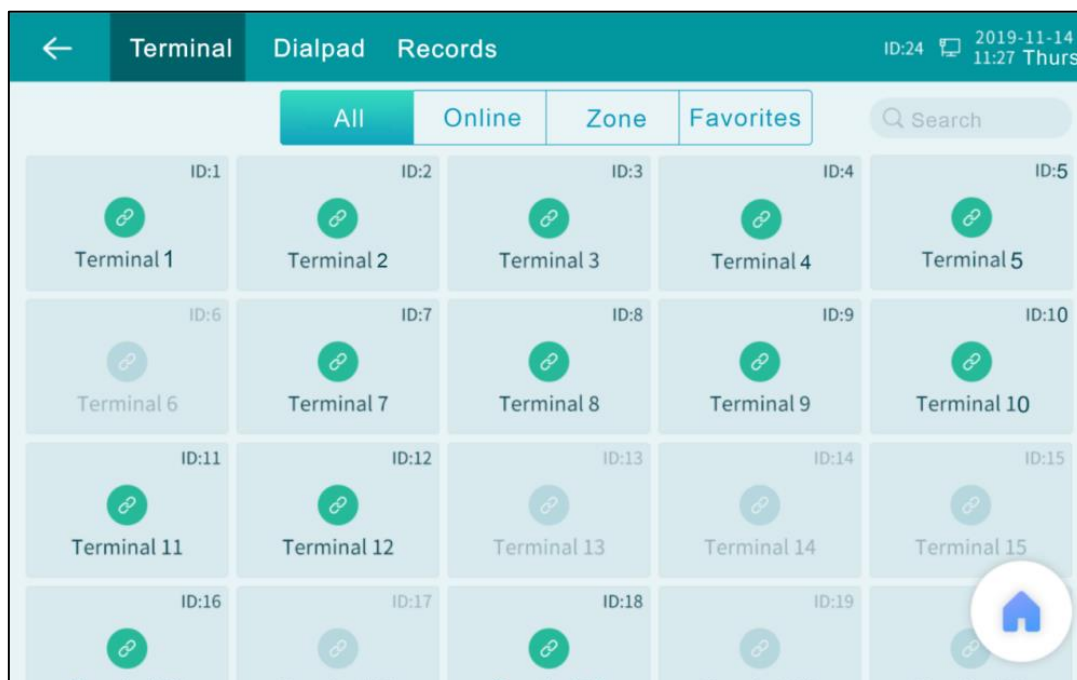 Terminal Dialpad Records ID:24 2019-11-14
11:27 Thurs
All Online Zone Favorites Search
ID:1 ID:2 ID:3 ID:4 ID:5
Terminal 1 Terminal 2 Terminal 3 Terminal 4 Terminal 5
ID:6 ID:7 ID:8 ID:9 ID:10
Terminal 6 Terminal 7 Terminal 8 Terminal 9 Terminal 10
ID:11 ID:12 ID:13 ID:14 ID:15
Terminal 11 Terminal 12 Terminal 13 Terminal 14 Terminal 15
ID:16 ID:17 ID:18 ID:19